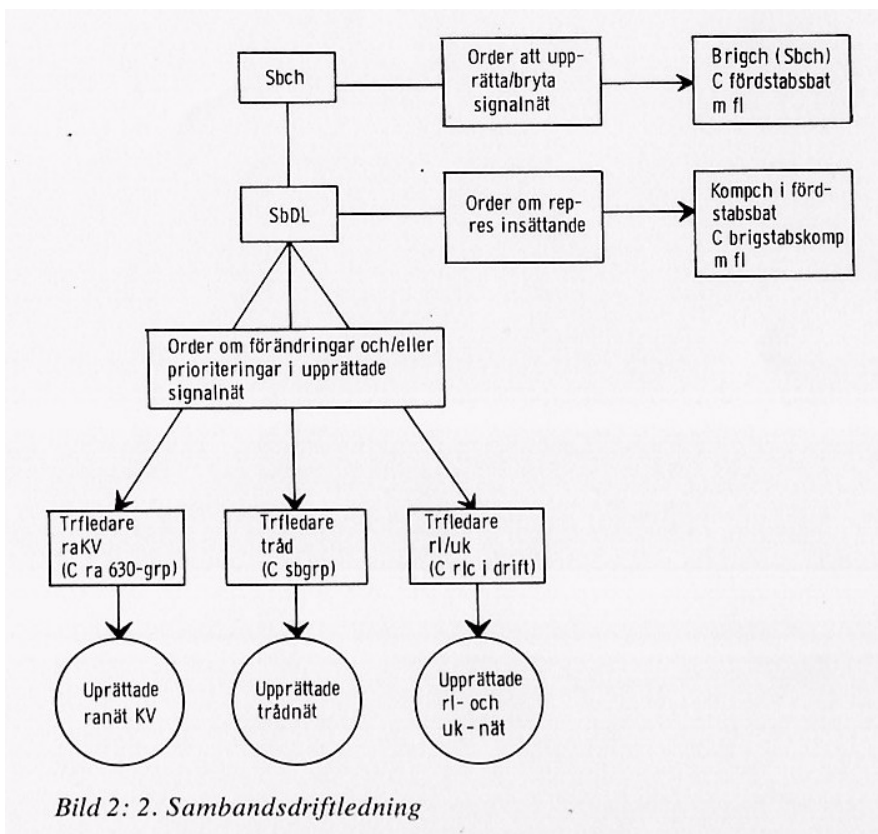 Sbch
Order att upp-
rätta/bryta
signalnät
Brigch (Sbch)
C fördstabsbat
m fl
SbDL
Order om rep-
res insättande
Kompch i förd-
stabsbat
C brigstabskomp
m fl
Order om förändringar och/eller
prioriteringar i upprättade
signalnät
Trfledare
raKV
(C ra 630-grp)
Trfledare
tråd
(C sbgrp)
Trfledare
rl/uk
(C rlc i drift)
Uprättade
ranät KV
Upprättade
trådnät
Upprättade
rl- och
uk-nät
Bild 2: 2. Sambandsdriftledning